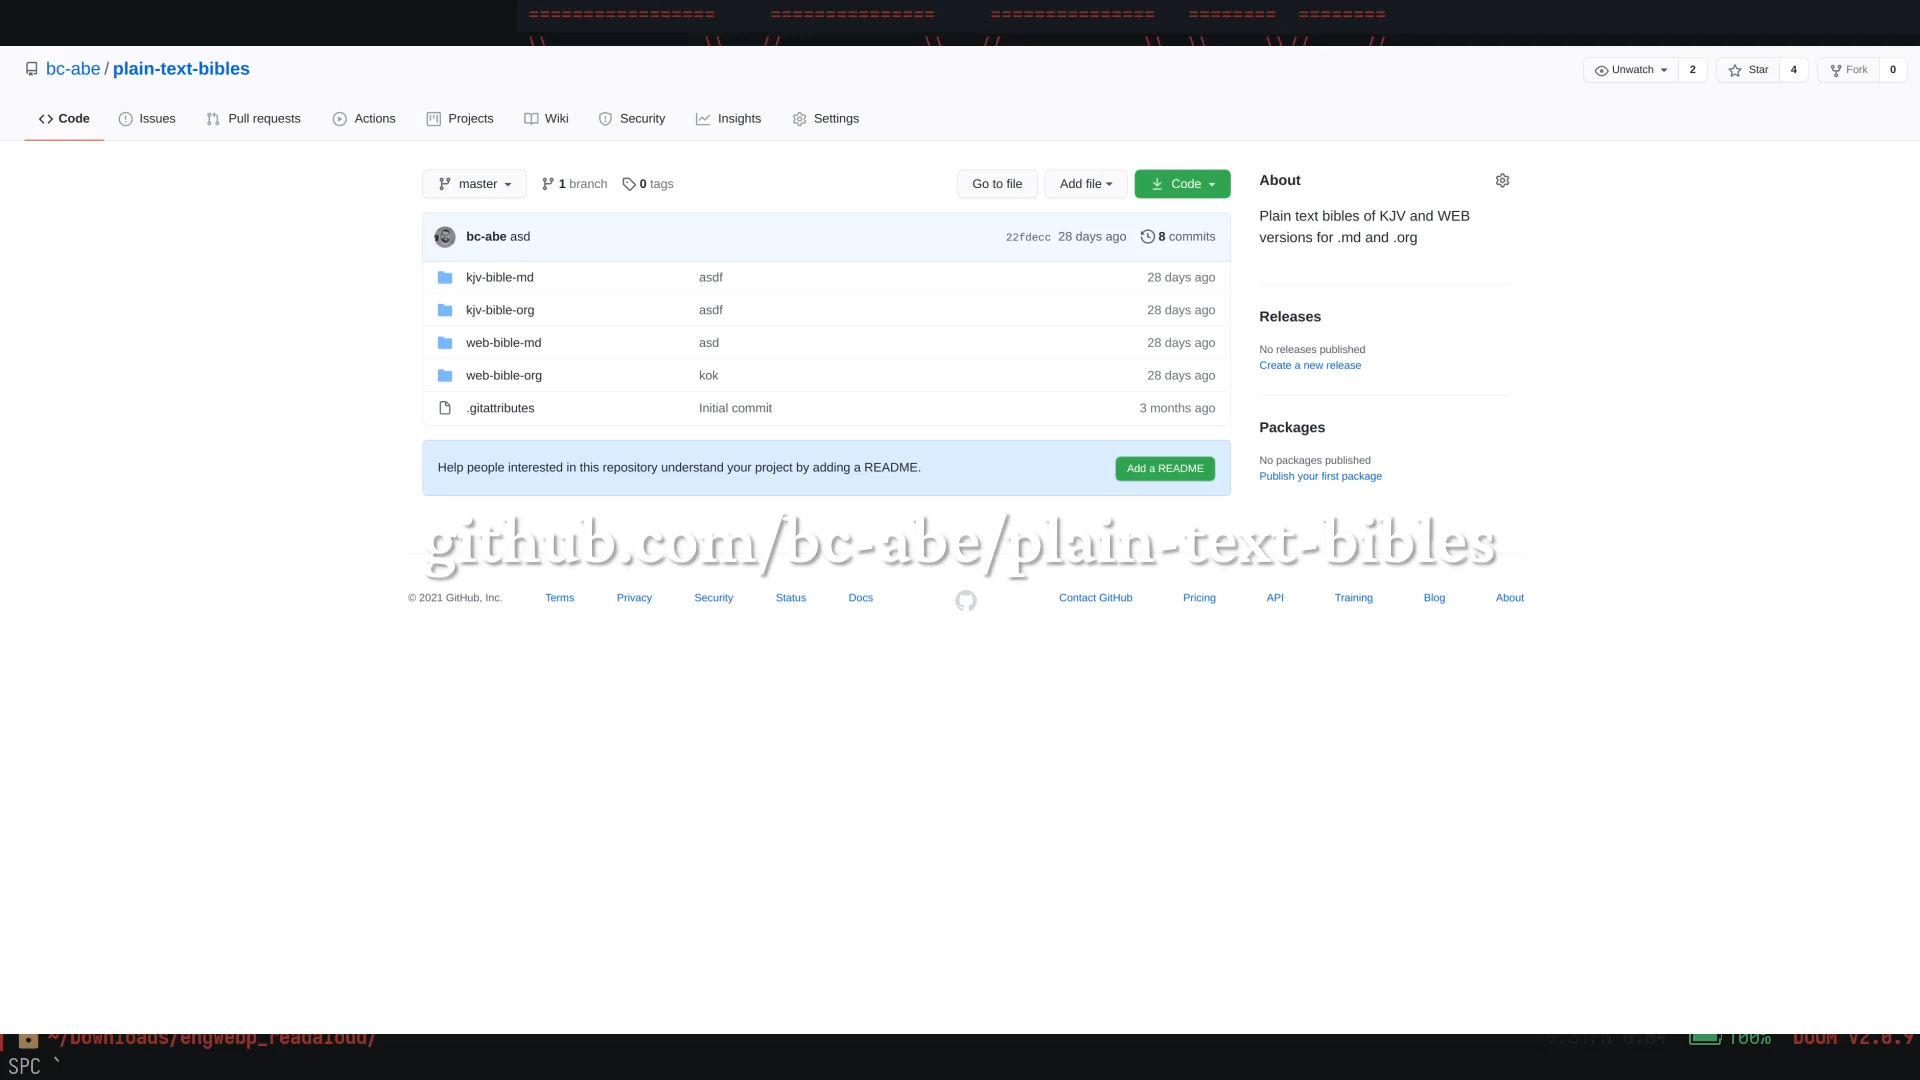 ================ ============== ============== ======== ========
bc-abe / plain-text-bibles
Unwatch 2 Star 4 Fork 0
Code Issues Pull requests Actions Projects Wiki Security Insights Settings
master 1 branch 0 tags Go to file Add file Code
bc-abe asd 22fdecc 28 days ago 8 commits
kjv-bible-md asdf 28 days ago
kjv-bible-org asdf 28 days ago
web-bible-md asd 28 days ago
web-bible-org kok 28 days ago
.gitattributes Initial commit 3 months ago
Help people interested in this repository understand your project by adding a README. Add a README
About
Plain text bibles of KJV and WEB
versions for .md and .org
Releases
No releases published
Create a new release
Packages
No packages published
Publish your first package
github.com/bc-abe/plain-text-bibles
© 2021 GitHub, Inc. Terms Privacy Security Status Docs Contact GitHub Pricing API Training Blog About
~/Downloads/engwebp_readaloud/ 100% DOOM v2.0.9
SPC `